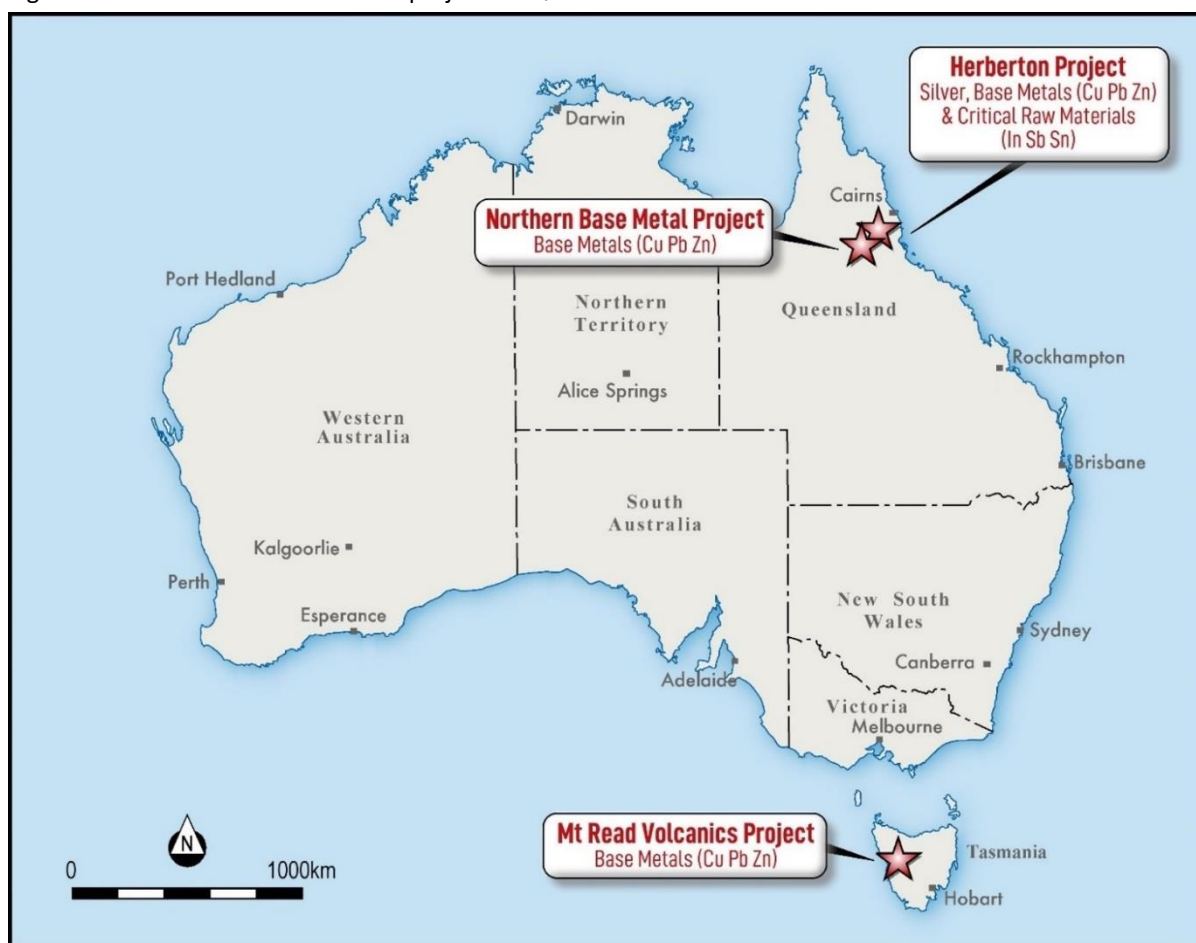 Herberton Project
Silver, Base Metals (Cu Pb Zn)
& Critical Raw Materials
(In Sb Sn)
Darwin
Cairns
Northern Base Metal Project
Base Metals (Cu Pb Zn)
Port Hedland
Northern
Territory
Queensland
Rockhampton
Alice Springs
Western
Australia
Brisbane
South
Australia
Kalgoorlie
Perth
Esperance
New South
Wales
Sydney
Canberra
Adelaide
Victoria
Melbourne
Mt Read Volcanics Project
Base Metals (Cu Pb Zn)
Tasmania
Hobart
N
0
1000km